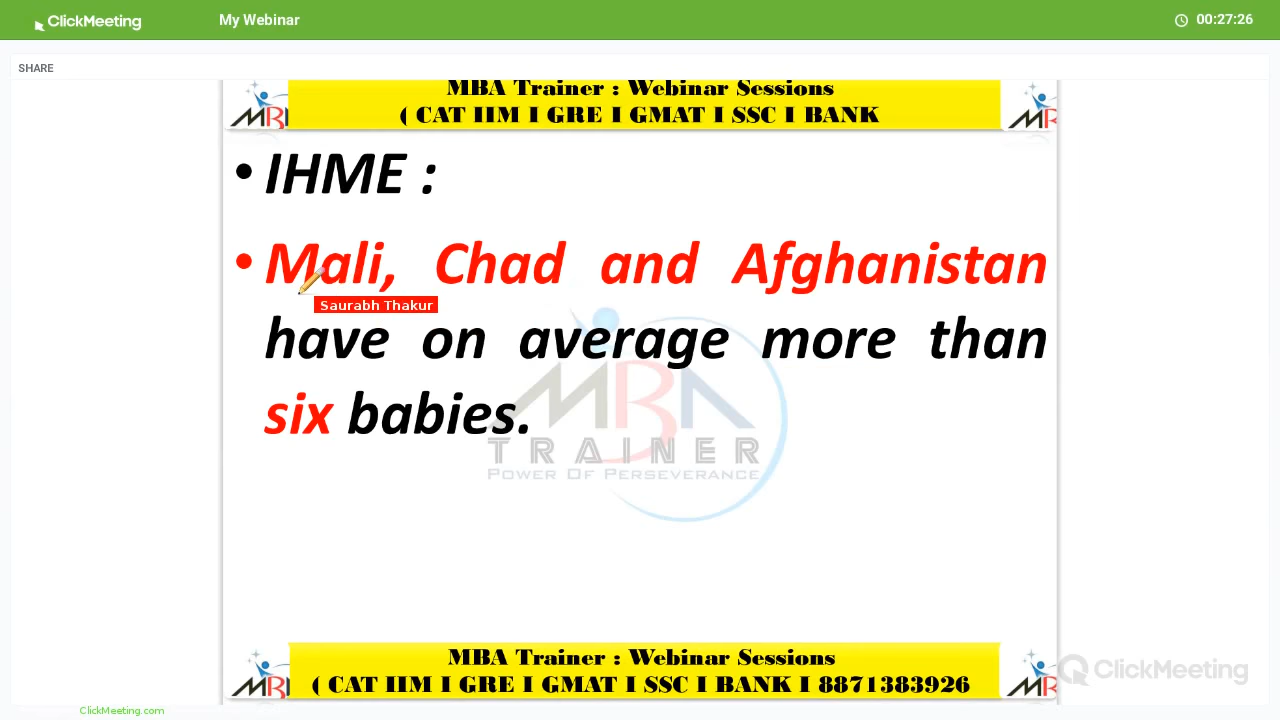 ClickMeeting
My Webinar
00:27:26
SHARE
MBA Trainer : Webinar Sessions
( CAT IIM I GRE I GMAT I SSC I BANK
• IHME :
• Mali, Chad and Afghanistan
Saurabh Thakur
have on average more than
six babies.
MBA
TRAINER
POWER OF PERSEVERANCE
MBA Trainer : Webinar Sessions
( CAT IIM I GRE I GMAT I SSC I BANK I 8871383926
ClickMeeting
ClickMeeting.com